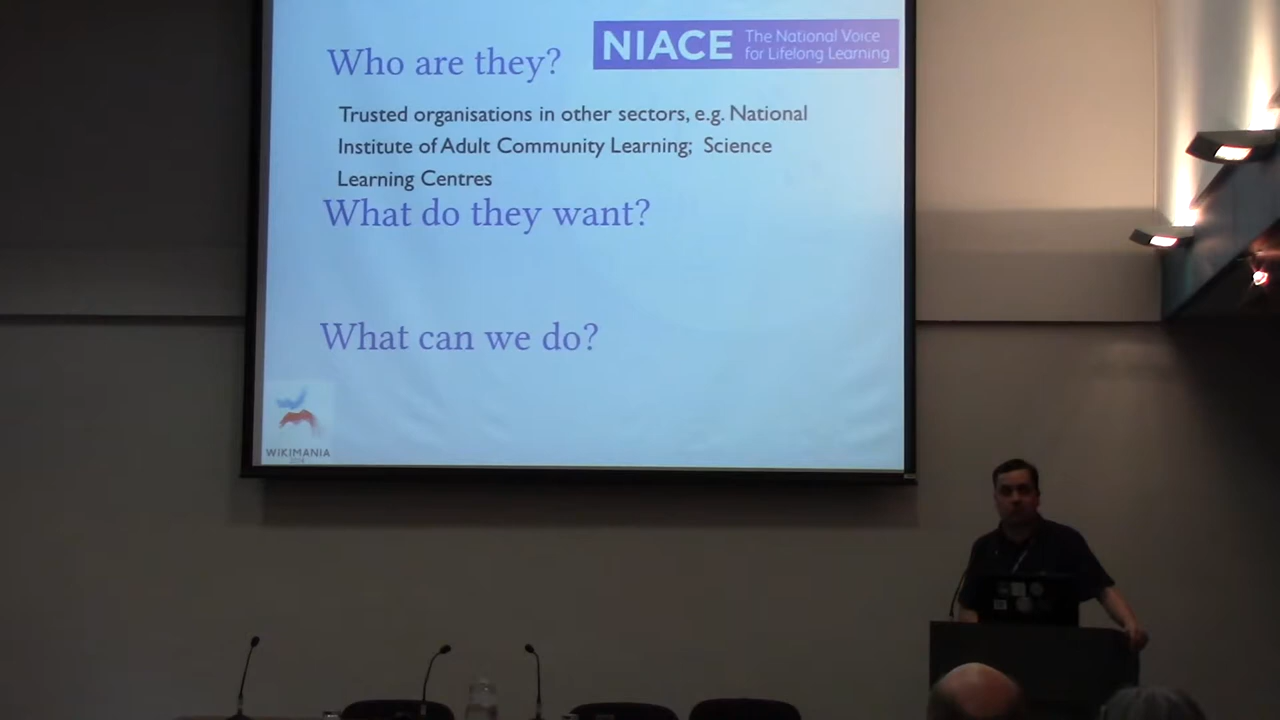 Who are they?
NIACE
The National Voice
for Lifelong Learning
Trusted organisations in other sectors, e.g. National
Institute of Adult Community Learning; Science
Learning Centres
What do they want?
What can we do?
WIKIMANIA